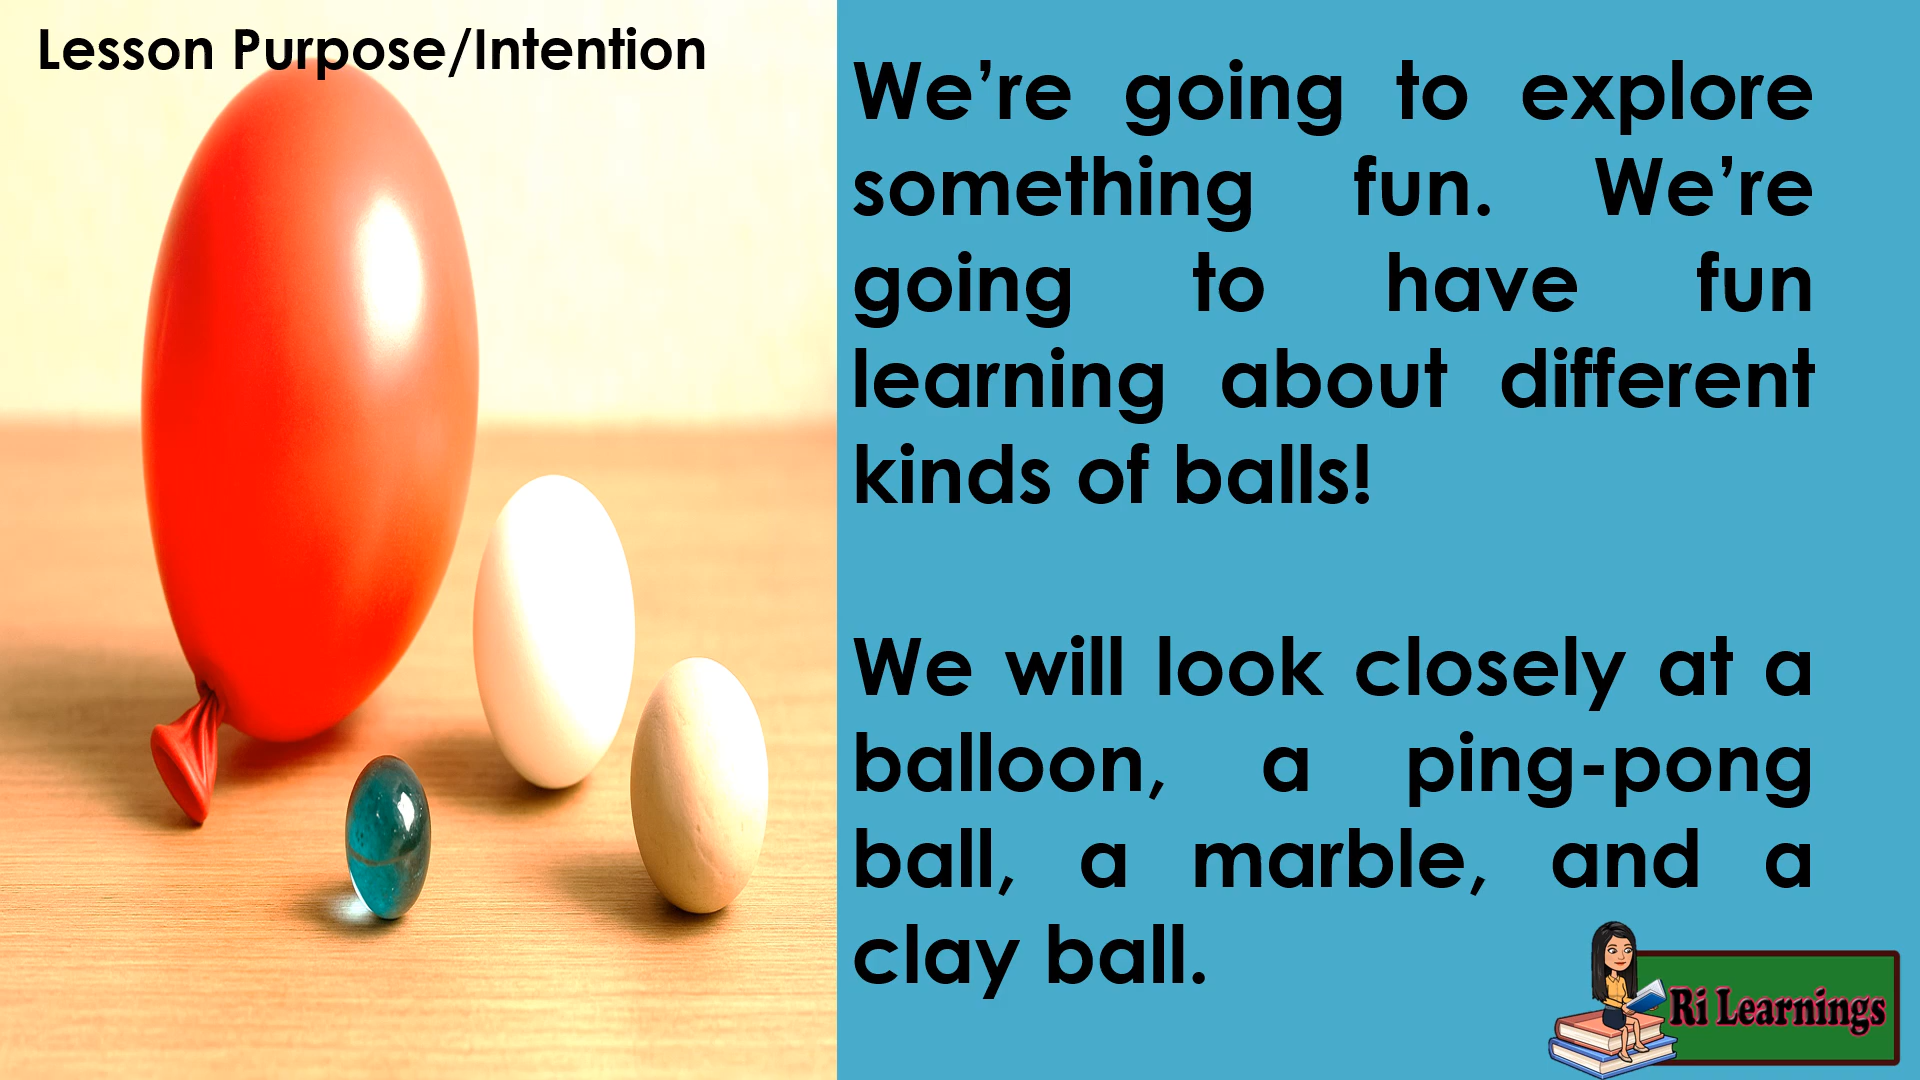 Lesson Purpose/Intention
We’re going to explore
something fun. We’re
going to have fun
learning about different
kinds of balls!
We will look closely at a
balloon, a ping-pong
ball, a marble, and a
clay ball.
Ri Learnings